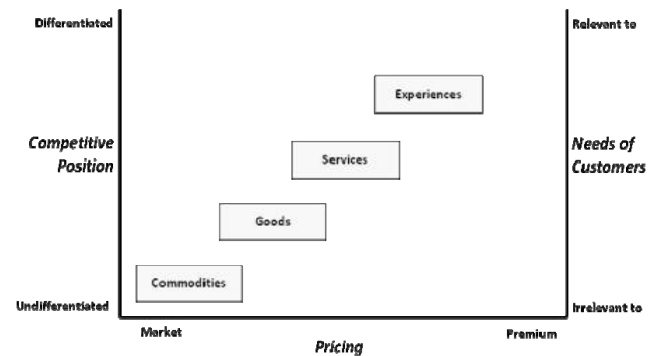 Differentiated
Relevant to
Experiences
Competitive
Position
Needs of
Customers
Services
Goods
Commodities
Undifferentiated
Irrelevant to
Market
Premium
Pricing